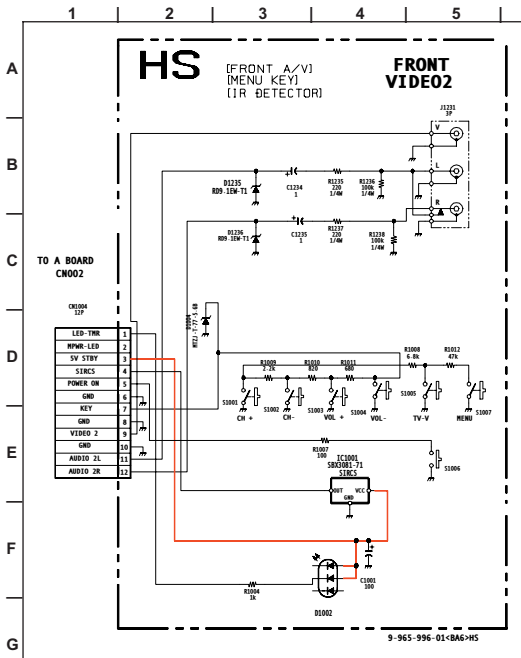 1 2 3 4 5
A
B
C
D
E
F
G
HS
[FRONT A/V]
[MENU KEY]
[IR DETECTOR]
FRONT
VIDEO2
J1231
3P
V
L
R
D1235
RD9.1EW-T1
C1234
1
R1235
220
1/4W
R1236
100k
1/4W
D1236
RD9.1EW-T1
C1235
1
R1237
220
1/4W
R1238
100k
1/4W
TO A BOARD
CN002
CN1004
12P
LED-TMR 1
MPWR-LED 2
5V STBY 3
SIRCS 4
POWER ON 5
GND 6
KEY 7
GND 8
VIDEO 2 9
GND 10
AUDIO 2L 11
AUDIO 2R 12
MTZJ-T-77-5.6B
R1009
2.2k
R1010
820
R1011
680
R1008
6.8k
R1012
47k
S1001
S1002
S1003
S1004
S1005
S1007
CH +
CH-
VOL +
VOL-
TV-V
MENU
R1007
100
S1006
IC1001
SBX3081-71
SIRCS
OUT
VCC
GND
C1001
100
R1004
1k
D1002
9-965-996-01<BA6>HS